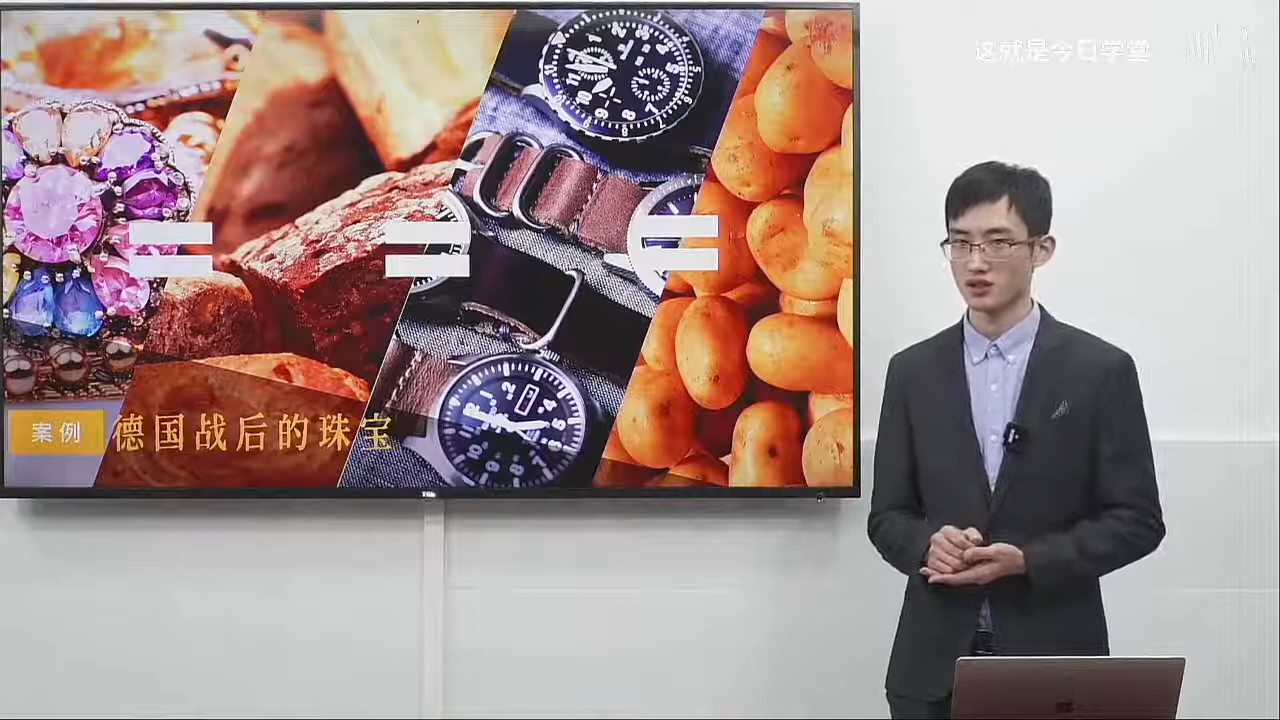 这就是今日学堂
案例
德国战后的珠宝